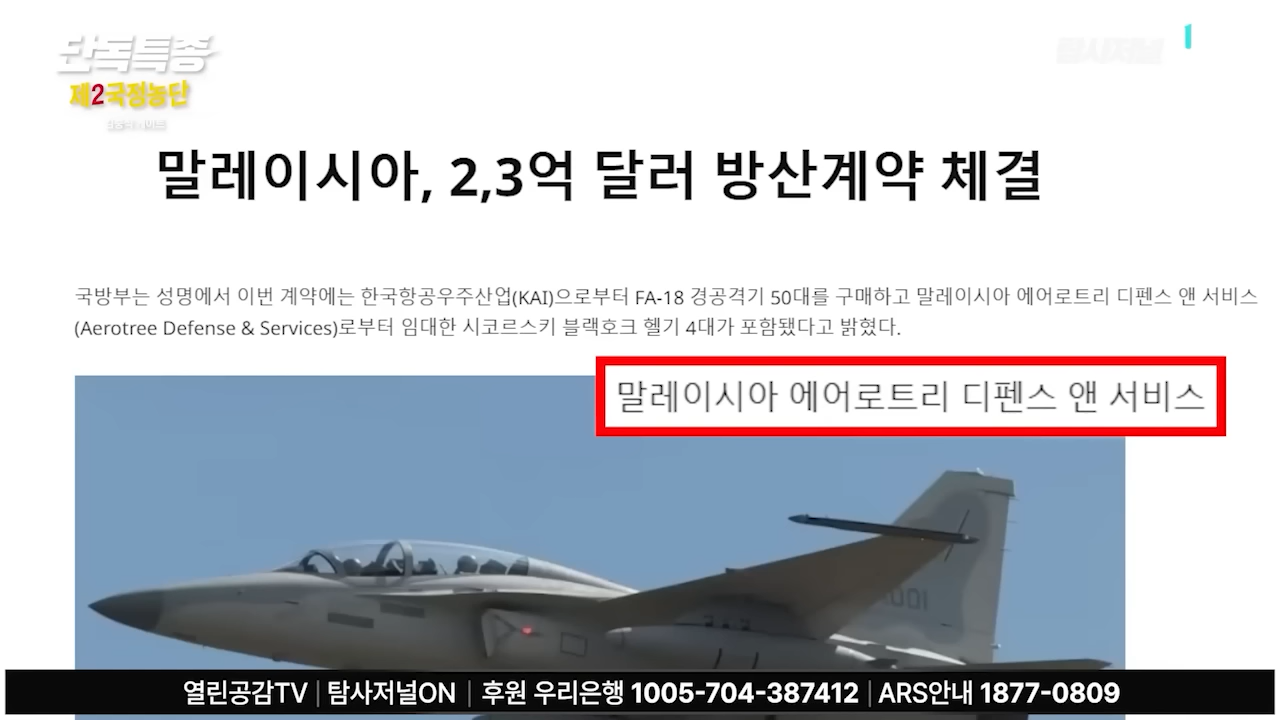 단독특종
제2국정농단
탐사저널
말레이시아, 2,3억 달러 방산계약 체결
국방부는 성명에서 이번 계약에는 한국항공우주산업(KAI)으로부터 FA-18 경공격기 50대를 구매하고 말레이시아 에어로트리 디펜스 앤 서비스
(Aerotree Defense & Services)로부터 임대한 시코르스키 블랙호크 헬기 4대가 포함됐다고 밝혔다.
말레이시아 에어로트리 디펜스 앤 서비스
열린공감TV | 탐사저널ON | 후원 우리은행 1005-704-387412 | ARS안내 1877-0809